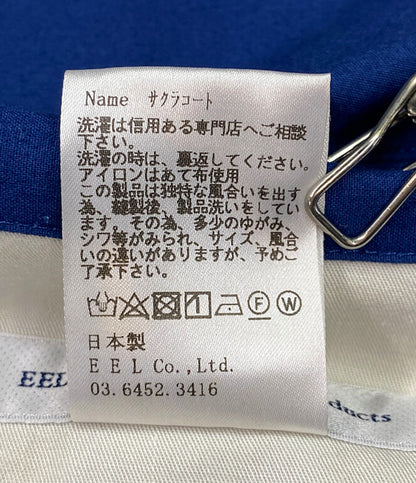 Name サクラコート
洗濯は信用ある専門店へご相談
下さい。
洗濯の時は、裏返してください。
アイロンはあて布使用
この製品は独特な風合いを出す
為、縫製後、製品洗いをしてい
ます。その為、多少のゆがみ、
シワ等がみられ、サイズ、風合
いの違いがありますが、予めご
了承下さい。
F W
日本製
EEL Co.,Ltd.
03.6452.3416
EEL
ducts